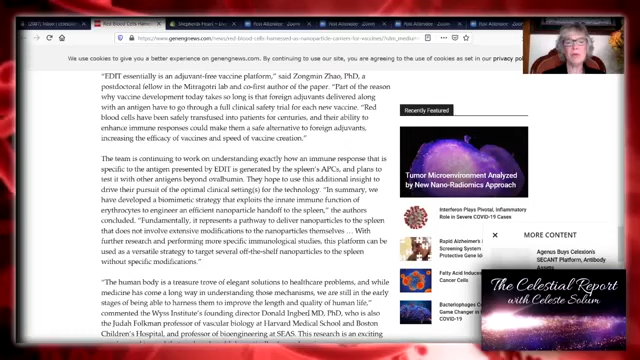 Red Blood Cells Harness
https://www.genengnews.com/news/red-blood-cells-harnessed-as-nanoparticle-carriers-for-vaccines/
We use cookies to give you a better experience on genengnews.com. By continuing to use our site, you are agreeing to the use of cookies as set in our privacy
"EDIT essentially is an adjuvant-free vaccine platform," said Zongmin Zhao, PhD, a
postdoctoral fellow in the Mitragotri lab and co-first author of the paper. "Part of the reason
why vaccine development today takes so long is that foreign adjuvants delivered along
with an antigen have to go through a full clinical safety trial for each new vaccine. "Red
blood cells have been safely transfused into patients for centuries, and their ability to
enhance immune responses could make them a safe alternative to foreign adjuvants,
increasing the efficacy of vaccines and speed of vaccine creation."
The team is continuing to work on understanding exactly how an immune response that is
specific to the antigen presented by EDIT is generated by the spleen's APCs, and plans to
test it with other antigens beyond ovalbumin. They hope to use this additional insight to
drive their pursuit of the optimal clinical setting(s) for the technology. "In summary, we
have developed a biomimetic strategy that exploits the innate immune function of
erythrocytes to engineer an efficient nanoparticle handoff to the spleen," the authors
concluded. "Fundamentally, it represents a pathway to deliver nanoparticles to the spleen
that does not involve extensive modifications to the nanoparticles themselves … With
further research and performing more specific immunological studies, this platform can be
used as a versatile strategy to target several off-the-shelf nanoparticles to the spleen
without specific modifications."
"The human body is a treasure trove of elegant solutions to healthcare problems, and while
medicine has come a long way in understanding those mechanisms, we are still in the early
stages of being able to harness them to improve the length and quality of human life,"
commented the Wyss Institute's founding director Donald Ingber, MD, PhD, who is also
the Judah Folkman professor of vascular biology at Harvard Medical School and Boston
Children's Hospital, and professor of bioengineering at SEAS. This research is an exciting
Recently Featured
Tumor Microenvironment Analyzed
by New Nano-Radiomics Approach
Interferon Plays Pivotal, Inflammatory
Role in Severe COVID-19 Cases
Rapid Alzheimer's
Screening System
Protective Gene
Fatty Acid
Cancer Cells
Bacteriophages
Game Changer in
COVID-19
MORE CONTENT
Agenus Buys Celexion's
SECANT Platform, Antibody
Assets
The Celestial Report
with Celeste Solum